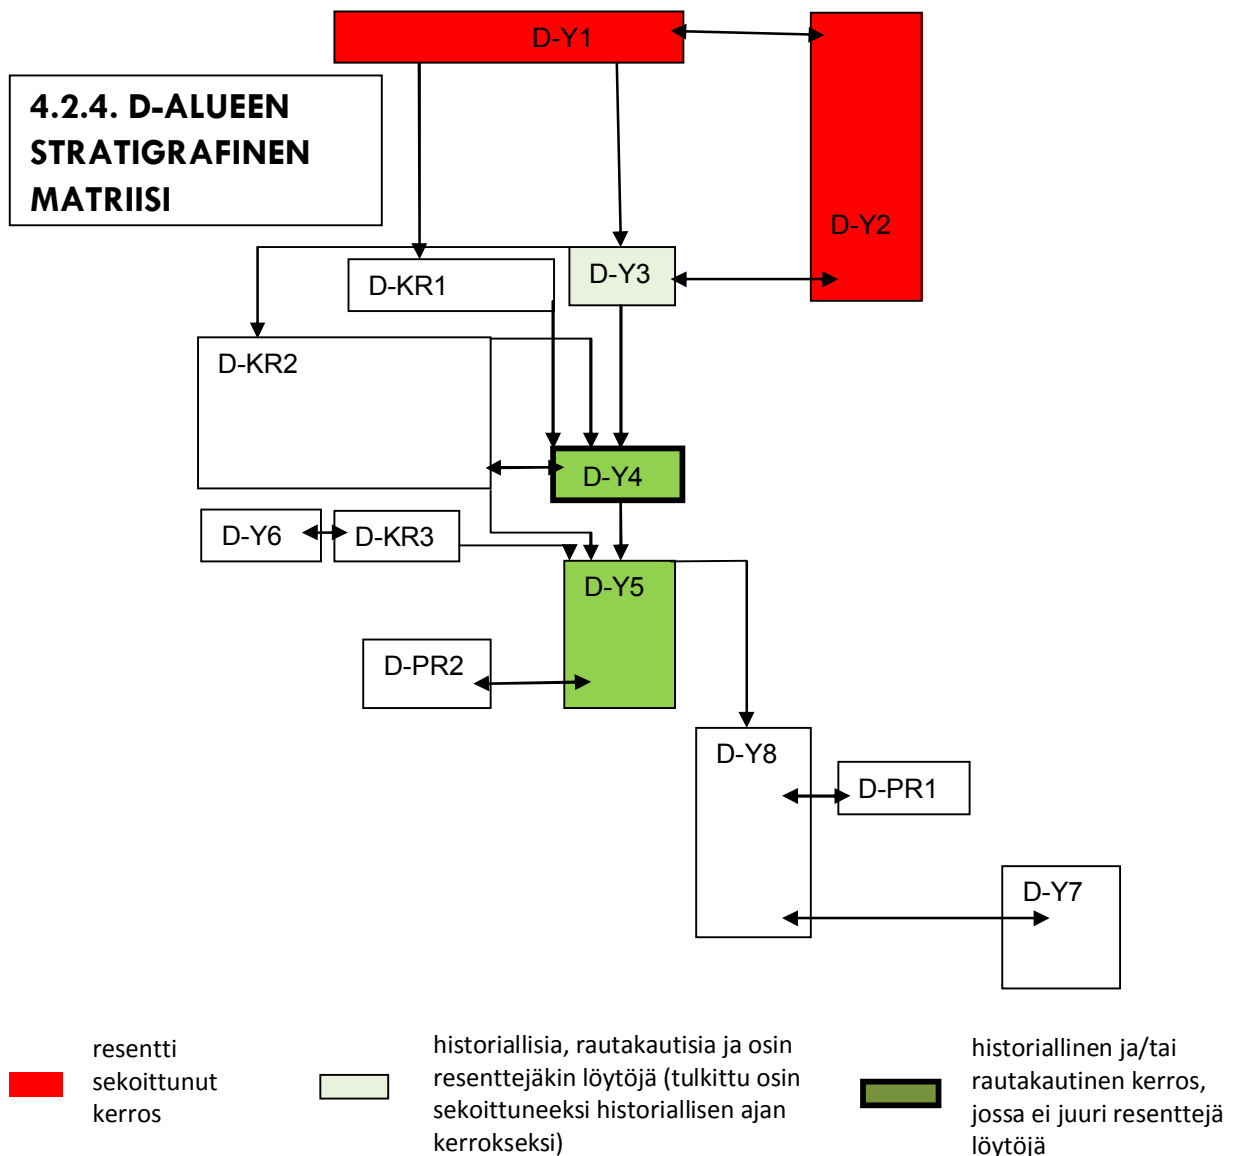 D-Y1
4.2.4. D-ALUEEN
STRATIGRAFINEN
MATRIISI
D-Y2
D-Y3
D-KR1
D-KR2
D-Y4
D-Y6
D-KR3
D-Y5
D-PR2
D-Y8
D-PR1
D-Y7
resentti
sekoittunut
kerros
historiallisia, rautakautisia ja osin
resenttejäkin löytöjä (tulkittu osin
sekoittuneeksi historiallisen ajan
kerrokseksi)
historiallinen ja/tai
rautakautinen kerros,
jossa ei juuri resenttejä
löytöjä